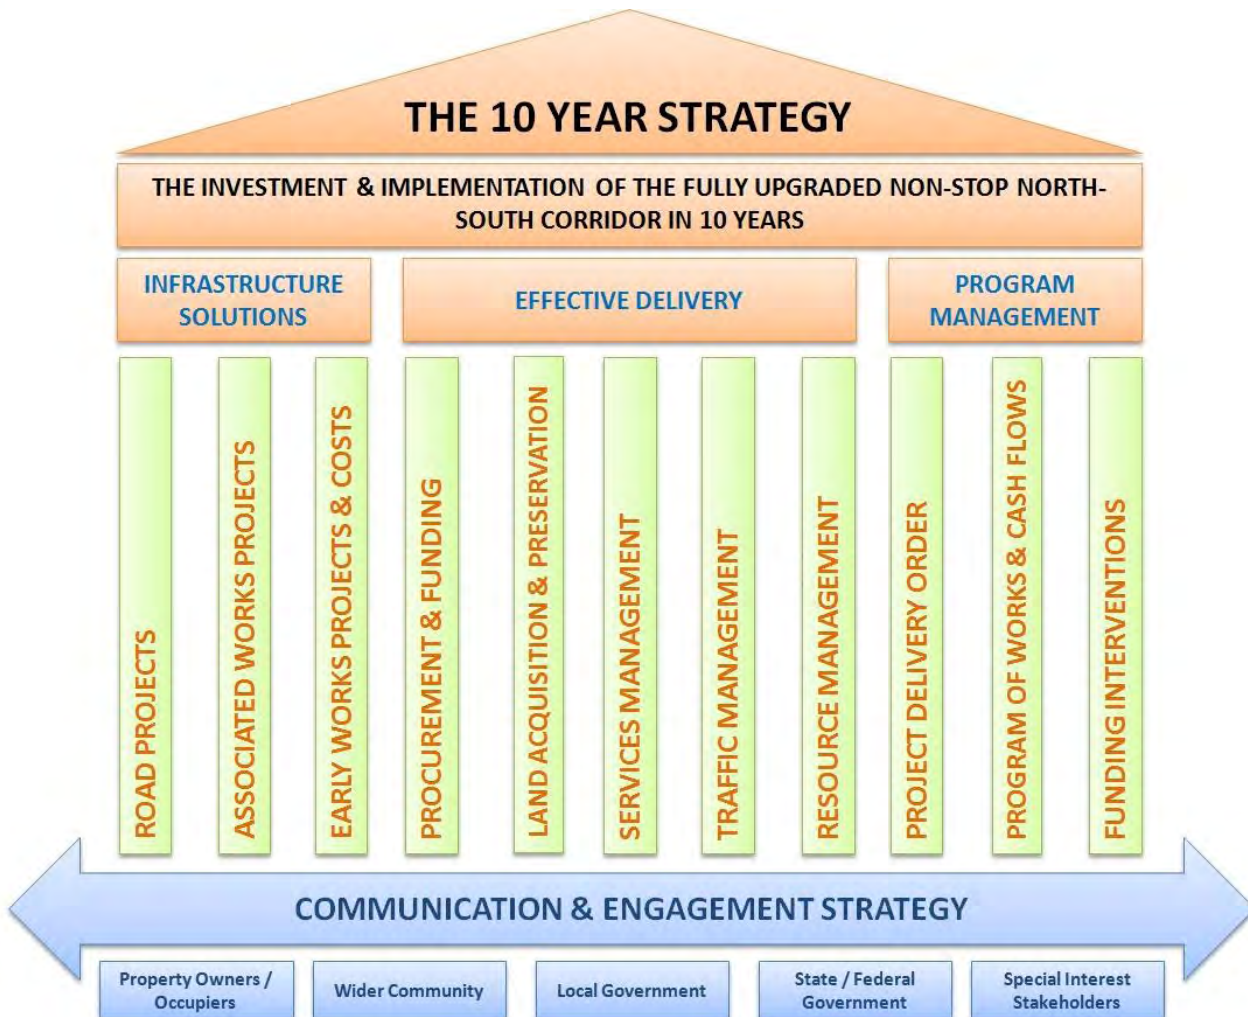 THE 10 YEAR STRATEGY
THE INVESTMENT & IMPLEMENTATION OF THE FULLY UPGRADED NON-STOP NORTH-
SOUTH CORRIDOR IN 10 YEARS
INFRASTRUCTURE
SOLUTIONS
EFFECTIVE DELIVERY
PROGRAM
MANAGEMENT
ROAD PROJECTS
ASSOCIATED WORKS PROJECTS
EARLY WORKS PROJECTS & COSTS
PROCUREMENT & FUNDING
LAND ACQUISITION & PRESERVATION
SERVICES MANAGEMENT
TRAFFIC MANAGEMENT
RESOURCE MANAGEMENT
PROJECT DELIVERY ORDER
PROGRAM OF WORKS & CASH FLOWS
FUNDING INTERVENTIONS
COMMUNICATION & ENGAGEMENT STRATEGY
Property Owners /
Occupiers
Wider Community
Local Government
State / Federal
Government
Special Interest
Stakeholders